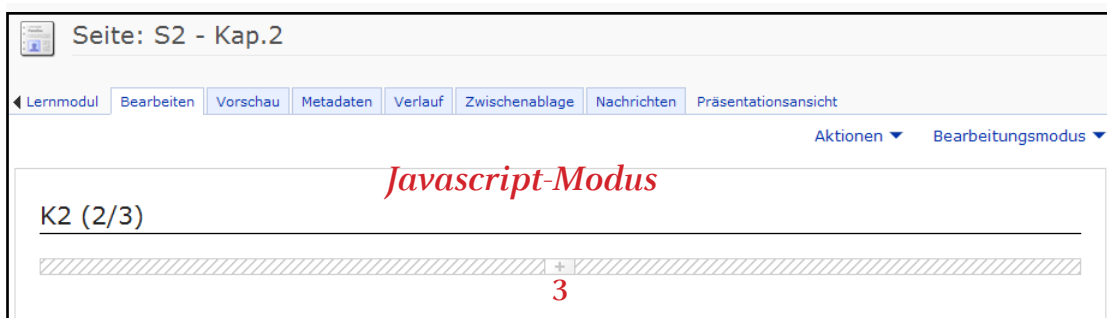 Seite: S2 - Kap.2
Lernmodul Bearbeiten Vorschau Metadaten Verlauf Zwischenablage Nachrichten Präsentationsansicht
Aktionen Bearbeitungsmodus
Javascript-Modus
K2 (2/3)
+
3